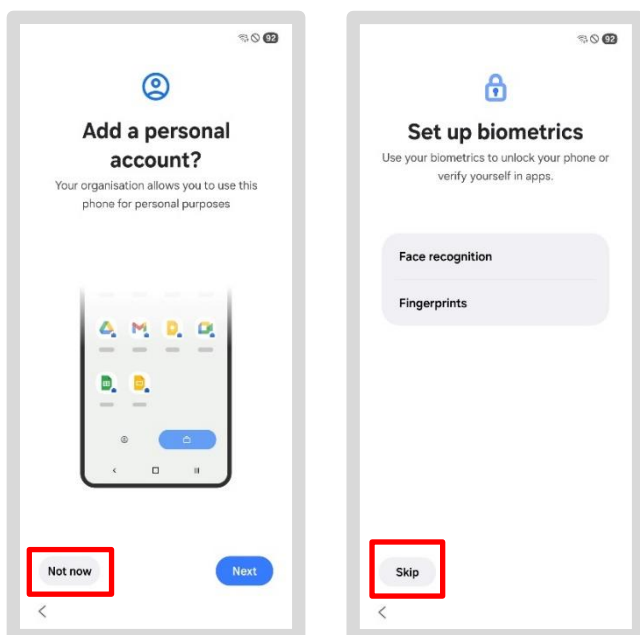 92
Add a personal
account?
Your organisation allows you to use this
phone for personal purposes
Not now
Next
92
Set up biometrics
Use your biometrics to unlock your phone or
verify yourself in apps.
Face recognition
Fingerprints
Skip